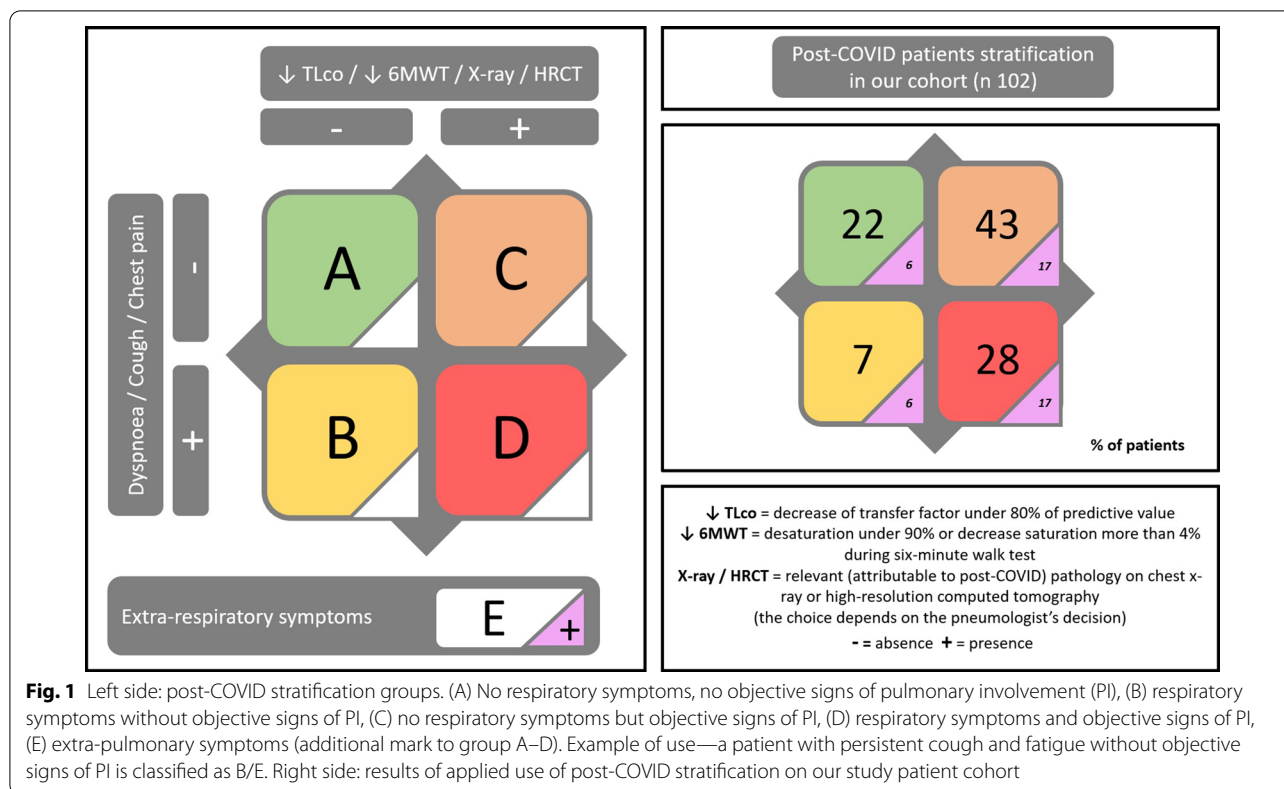 ↓ TLco / ↓ 6MWT / X-ray / HRCT
- +
Dyspnoea / Cough / Chest pain
-
+
A C
B D
Extra-respiratory symptoms E +
Post-COVID patients stratification
in our cohort (n 102)
22 43
6 17
7 28
6 17
% of patients
↓ TLco = decrease of transfer factor under 80% of predictive value
↓ 6MWT = desaturation under 90% or decrease saturation more than 4%
during six-minute walk test
X-ray / HRCT = relevant (attributable to post-COVID) pathology on chest x-
ray or high-resolution computed tomography
(the choice depends on the pneumologist's decision)
- = absence + = presence
Fig. 1 Left side: post-COVID stratification groups. (A) No respiratory symptoms, no objective signs of pulmonary involvement (PI), (B) respiratory
symptoms without objective signs of PI, (C) no respiratory symptoms but objective signs of PI, (D) respiratory symptoms and objective signs of PI,
(E) extra-pulmonary symptoms (additional mark to group A–D). Example of use—a patient with persistent cough and fatigue without objective
signs of PI is classified as B/E. Right side: results of applied use of post-COVID stratification on our study patient cohort